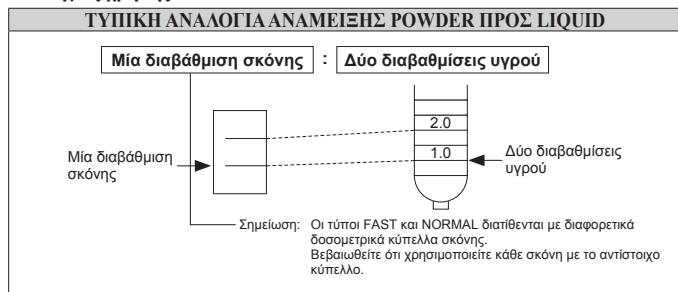 ΤΥΠΙΚΗ ΑΝΑΛΟΓΙΑ ΑΝΑΜΕΙΞΗΣ POWDER ΠΡΟΣ LIQUID
Μία διαβάθμιση σκόνης : Δύο διαβαθμίσεις υγρού
2.0
1.0
Μία διαβάθμιση
σκόνης
Δύο διαβαθμίσεις
υγρού
Σημείωση: Οι τύποι FAST και NORMAL διατίθενται με διαφορετικά
δοσομετρικά κύπελλα σκόνης.
Βεβαιωθείτε ότι χρησιμοποιείτε κάθε σκόνη με το αντίστοιχο
κύπελλο.